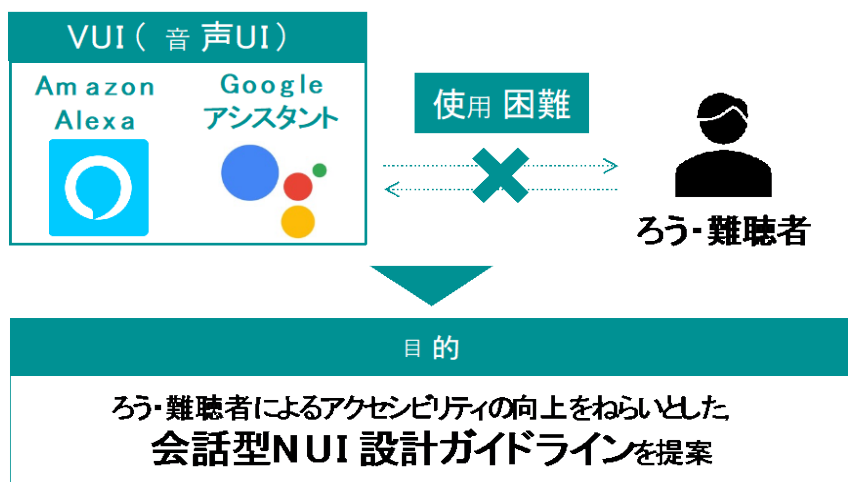 VUI( 音声UI)
Amazon
Alexa
Google
アシスタント
使用 困難
ろう・難聴者
目的
ろう・難聴者によるアクセシビリティの向上をねらいとした,
会話型NUI 設計ガイドラインを提案